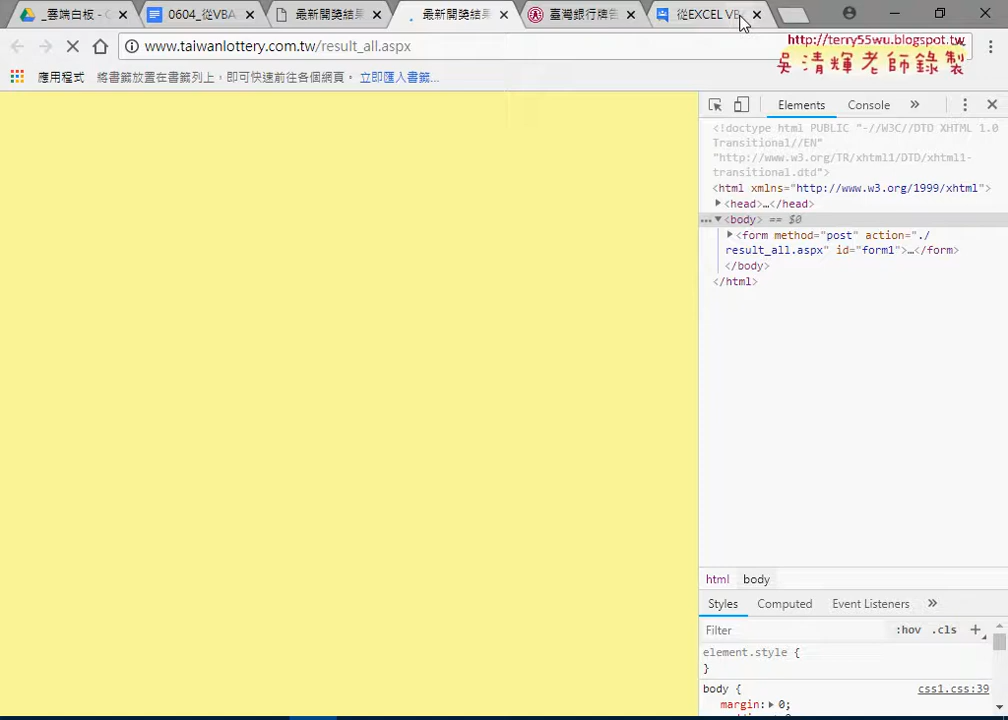 _雲端白板 - G
0604_從VBA
最新開獎結果
最新開獎結果
臺灣銀行牌告
從EXCEL VB
www.taiwanlottery.com.tw/result_all.aspx
http://terry55wu.blogspot.tw
吳清輝老師錄製
應用程式
將書籤放置在書籤列上，即可快速前往各個網頁。
立即匯入書籤...
Elements
Console
»
<!doctype html PUBLIC "-//W3C//DTD XHTML 1.0
Transitional//EN"
"http://www.w3.org/TR/xhtml1/DTD/xhtml1-
transitional.dtd">
<html xmlns="http://www.w3.org/1999/xhtml">
<head>…</head>
<body> == $0
<form method="post" action="./
result_all.aspx" id="form1">…</form>
</body>
</html>
html
body
Styles
Computed
Event Listeners
»
Filter
:hov
.cls
+
element.style {
}
body {
css1.css:39
margin: 0;